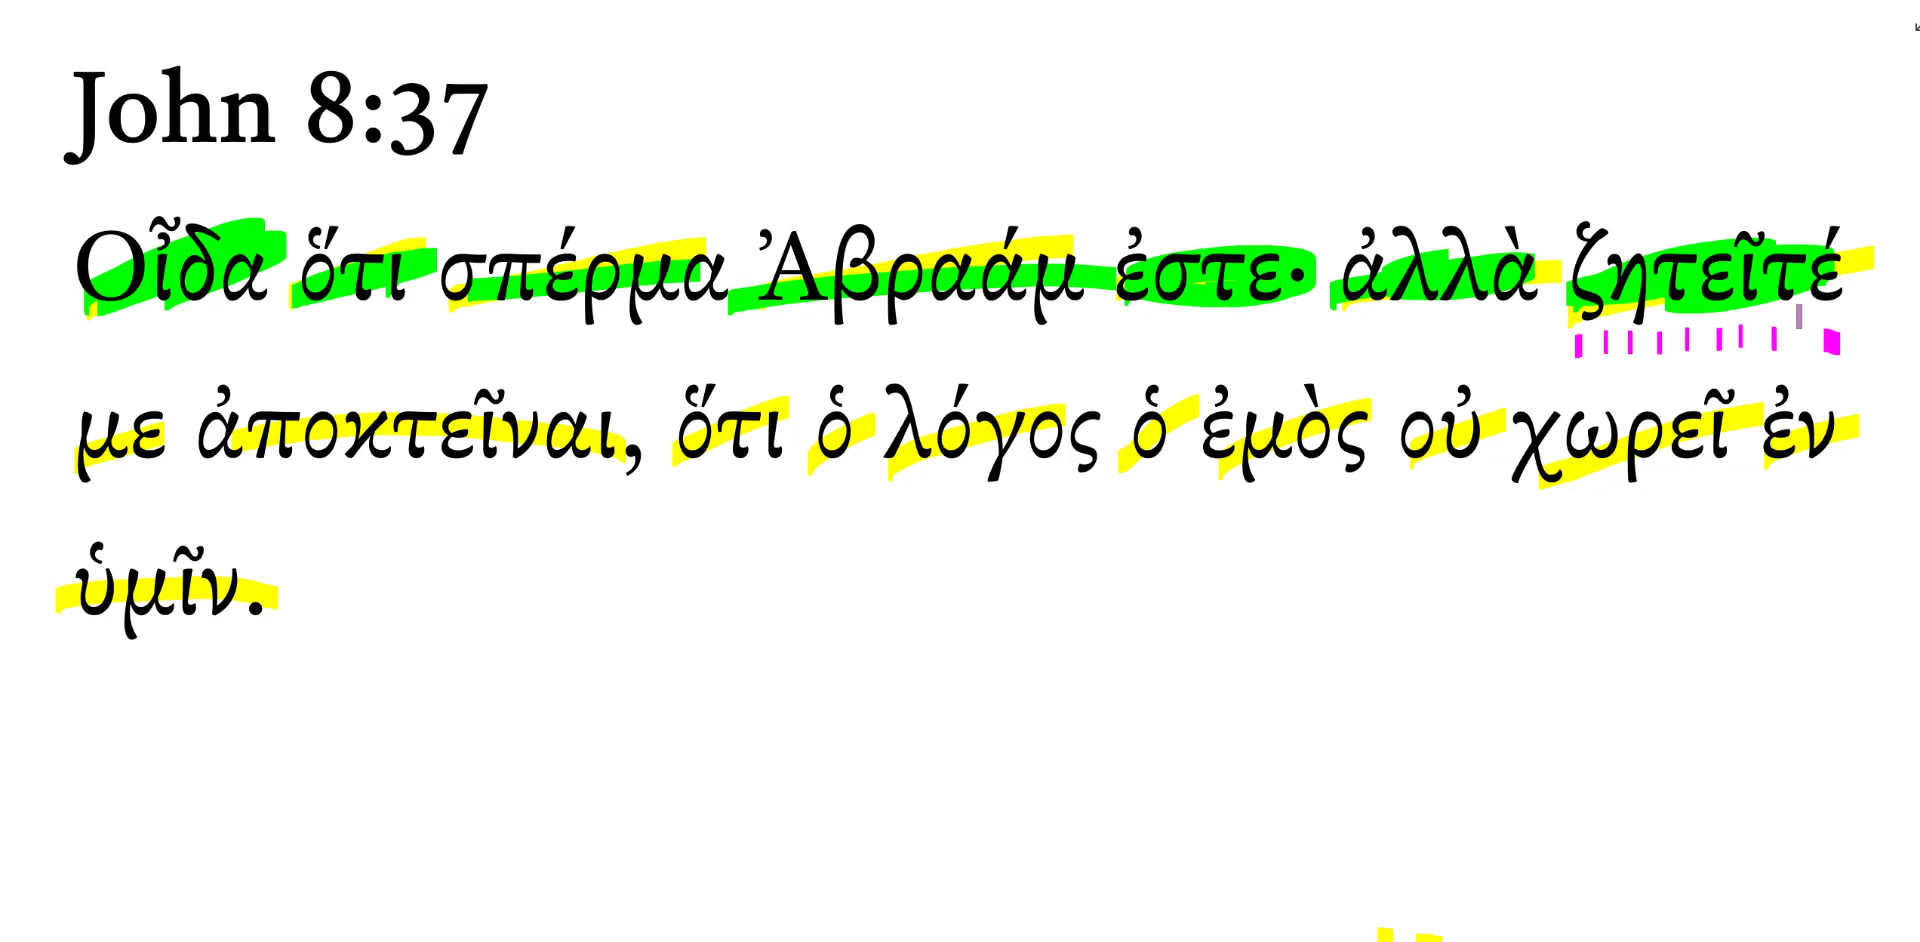 John 8:37
Οἶδα ὅτι σπέρμα Ἀβραάμ ἐστε· ἀλλὰ ζητεῖτέ
με ἀποκτεῖναι, ὅτι ὁ λόγος ὁ ἐμὸς οὐ χωρεῖ ἐν
ὑμῖν.